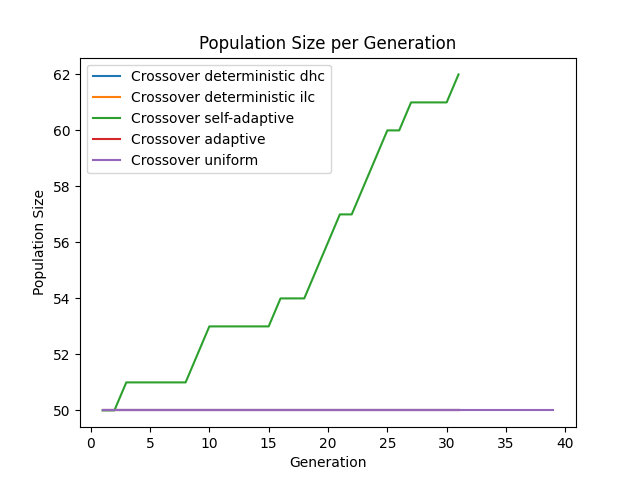 Population Size per Generation
Crossover deterministic dhc
Crossover deterministic ilc
Crossover self-adaptive
Crossover adaptive
Crossover uniform
Population Size
62
60
58
56
54
52
50
0 5 10 15 20 25 30 35 40
Generation